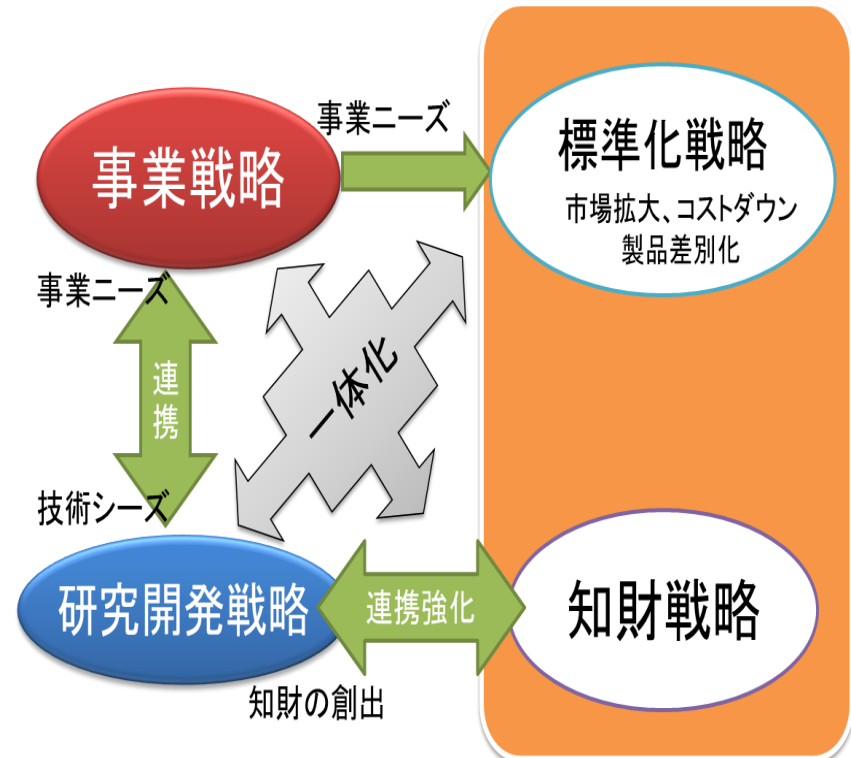 事業ニーズ
事業戦略
標準化戦略
市場拡大、コストダウン
製品差別化
事業ニーズ
連携
一体化
技術シーズ
研究開発戦略
連携強化
知財戦略
知財の創出